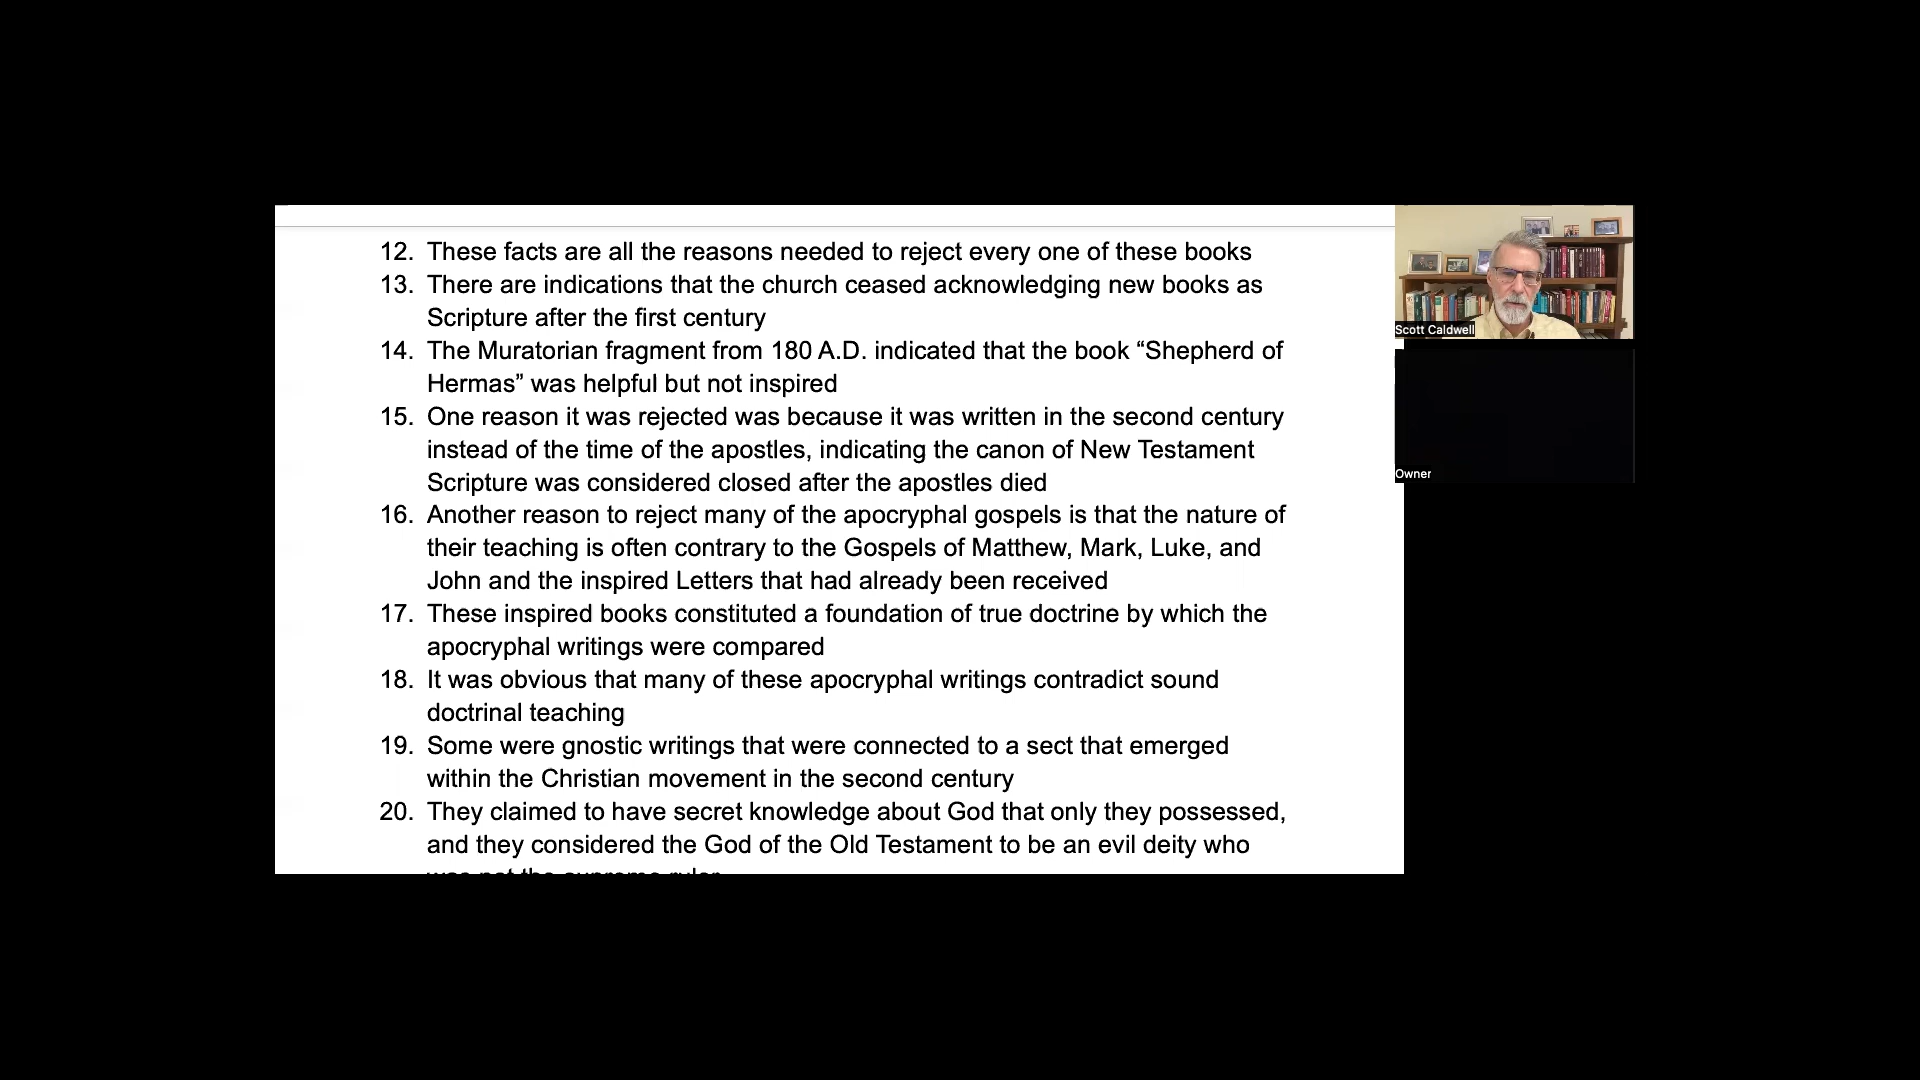 12. These facts are all the reasons needed to reject every one of these books
13. There are indications that the church ceased acknowledging new books as
Scripture after the first century
14. The Muratorian fragment from 180 A.D. indicated that the book “Shepherd of
Hermas” was helpful but not inspired
15. One reason it was rejected was because it was written in the second century
instead of the time of the apostles, indicating the canon of New Testament
Scripture was considered closed after the apostles died
16. Another reason to reject many of the apocryphal gospels is that the nature of
their teaching is often contrary to the Gospels of Matthew, Mark, Luke, and
John and the inspired Letters that had already been received
17. These inspired books constituted a foundation of true doctrine by which the
apocryphal writings were compared
18. It was obvious that many of these apocryphal writings contradict sound
doctrinal teaching
19. Some were gnostic writings that were connected to a sect that emerged
within the Christian movement in the second century
20. They claimed to have secret knowledge about God that only they possessed,
and they considered the God of the Old Testament to be an evil deity who
was not the supreme ruler
Scott Caldwell
Owner